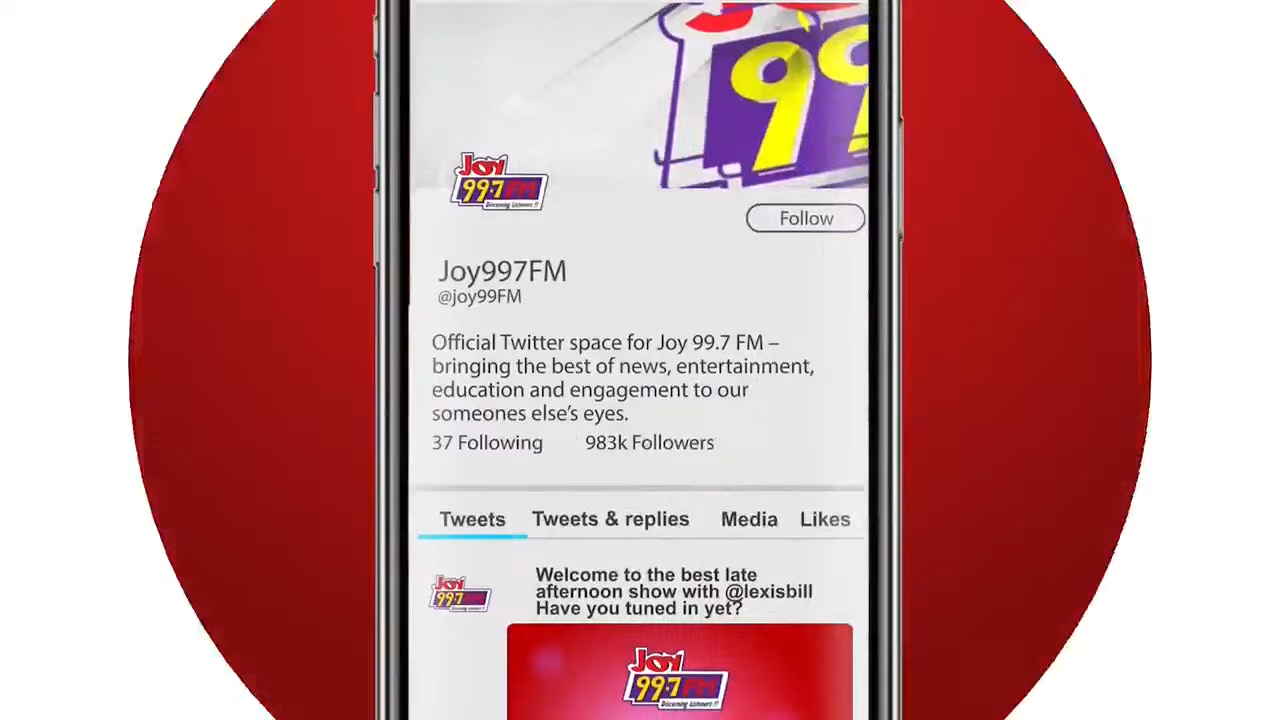 99
Joy
99.7 FM
Discerning Listeners !!
Follow
Joy997FM
@joy99FM
Official Twitter space for Joy 99.7 FM –
bringing the best of news, entertainment,
education and engagement to our
someones else’s eyes.
37 Following 983k Followers
Tweets Tweets & replies Media Likes
Joy
99.7 FM
Welcome to the best late
afternoon show with @lexisbill
Have you tuned in yet?
Joy
99.7 FM
Discerning Listeners !!